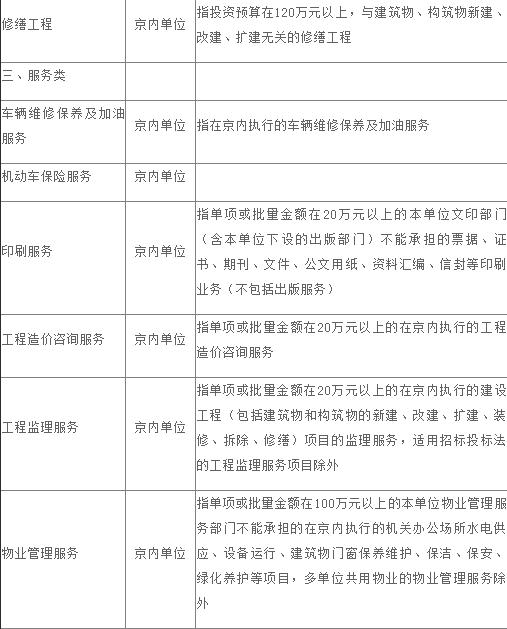 修缮工程
京内单位
指投资预算在120万元以上，与建筑物、构筑物新建、
改建、扩建无关的修缮工程
三、服务类
车辆维修保养及加油
服务
京内单位
指在京内执行的车辆维修保养及加油服务
机动车保险服务
京内单位
印刷服务
京内单位
指单项或批量金额在20万元以上的本单位文印部门
（含本单位下设的出版部门）不能承担的票据、证
书、期刊、文件、公文用纸、资料汇编、信封等印刷
业务（不包括出版服务）
工程造价咨询服务
京内单位
指单项或批量金额在20万元以上的在京内执行的工程
造价咨询服务
工程监理服务
京内单位
指单项或批量金额在20万元以上的在京内执行的建设
工程（包括建筑物和构筑物的新建、改建、扩建、装
修、拆除、修缮）项目的监理服务，适用招标投标法
的工程监理服务项目除外
物业管理服务
京内单位
指单项或批量金额在100万元以上的本单位物业管理服
务部门不能承担的在京内执行的机关办公场所水电供
应、设备运行、建筑物门窗保养维护、保洁、保安、
绿化养护等项目，多单位共用物业的物业管理服务除
外